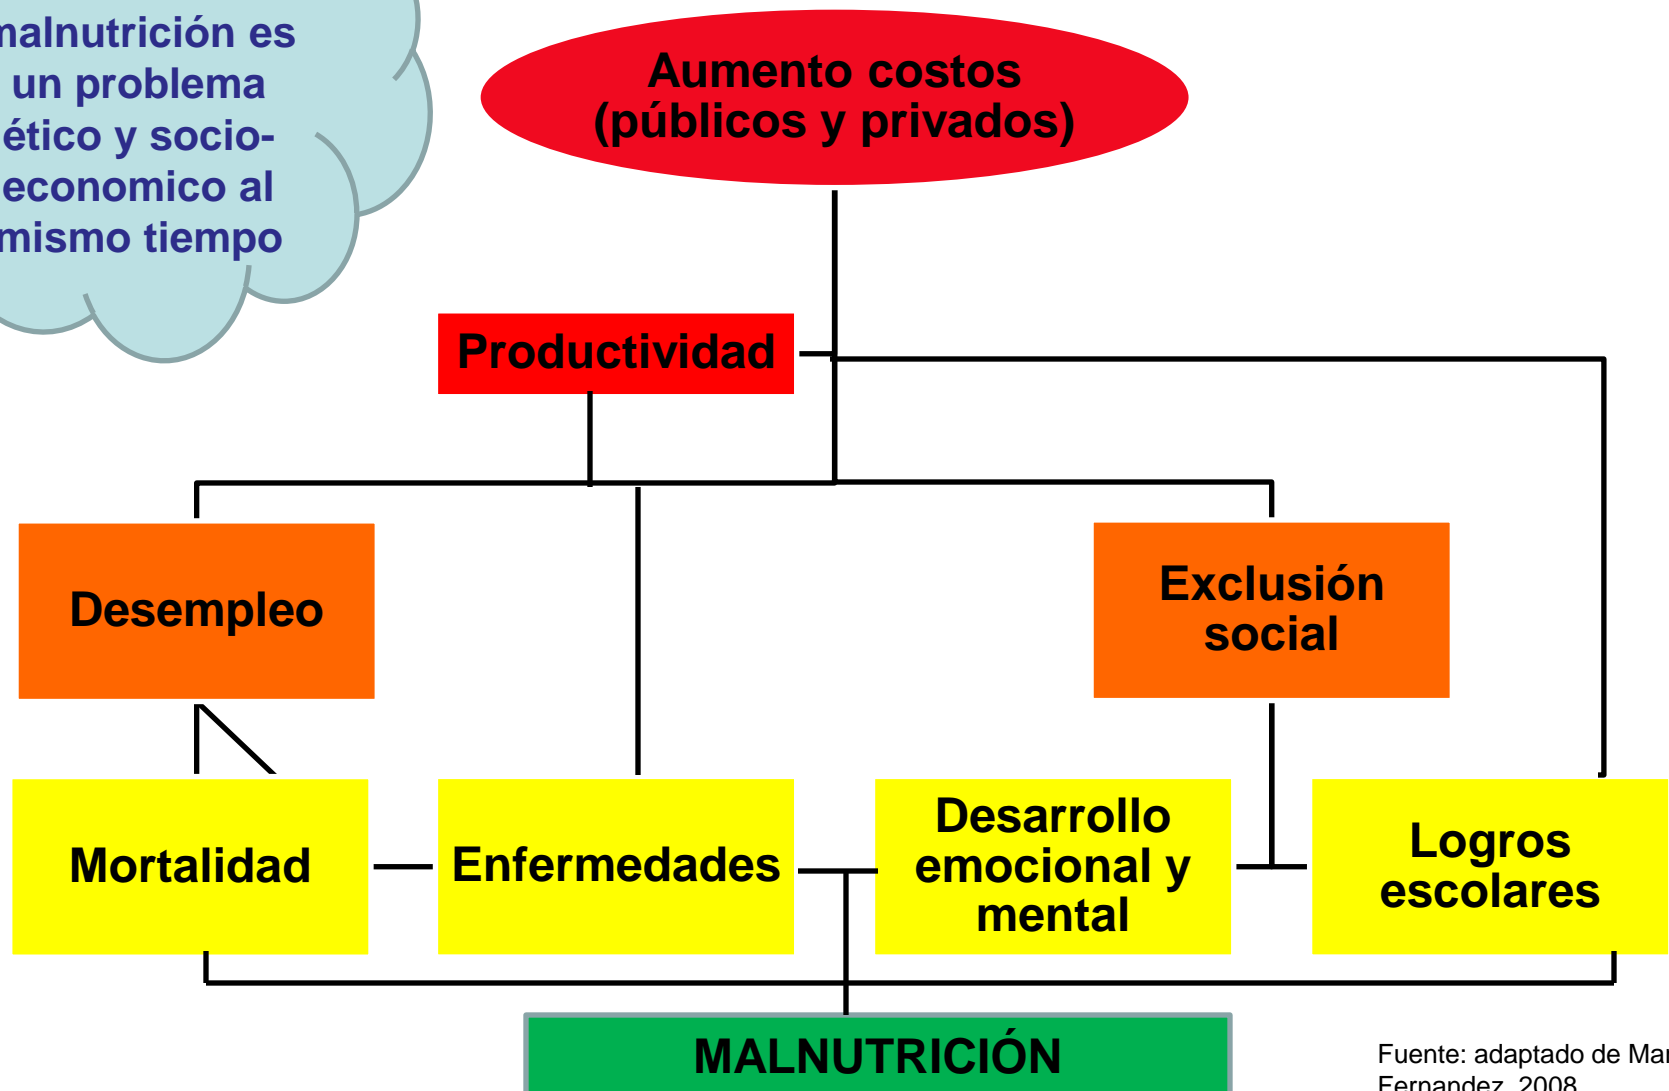 malnutrición es
un problema
ético y socio-
economico al
mismo tiempo
Aumento costos
(públicos y privados)
Productividad
Desempleo
Exclusión
social
Mortalidad
Enfermedades
Desarrollo
emocional y
mental
Logros
escolares
MALNUTRICIÓN
Fuente: adaptado de
Fernandez, 2008